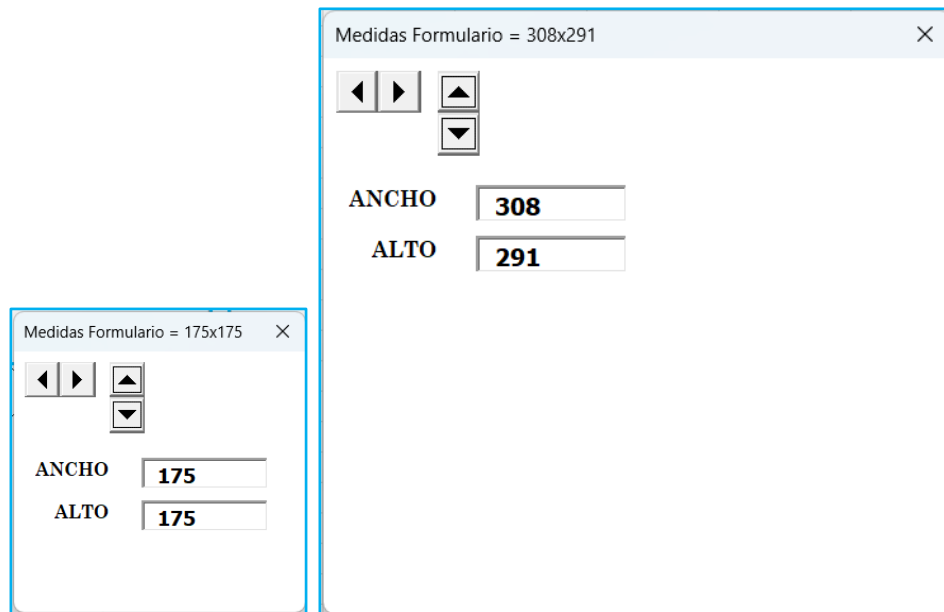 Medidas Formulario = 308x291
ANCHO 308
ALTO 291
Medidas Formulario = 175x175
ANCHO 175
ALTO 175